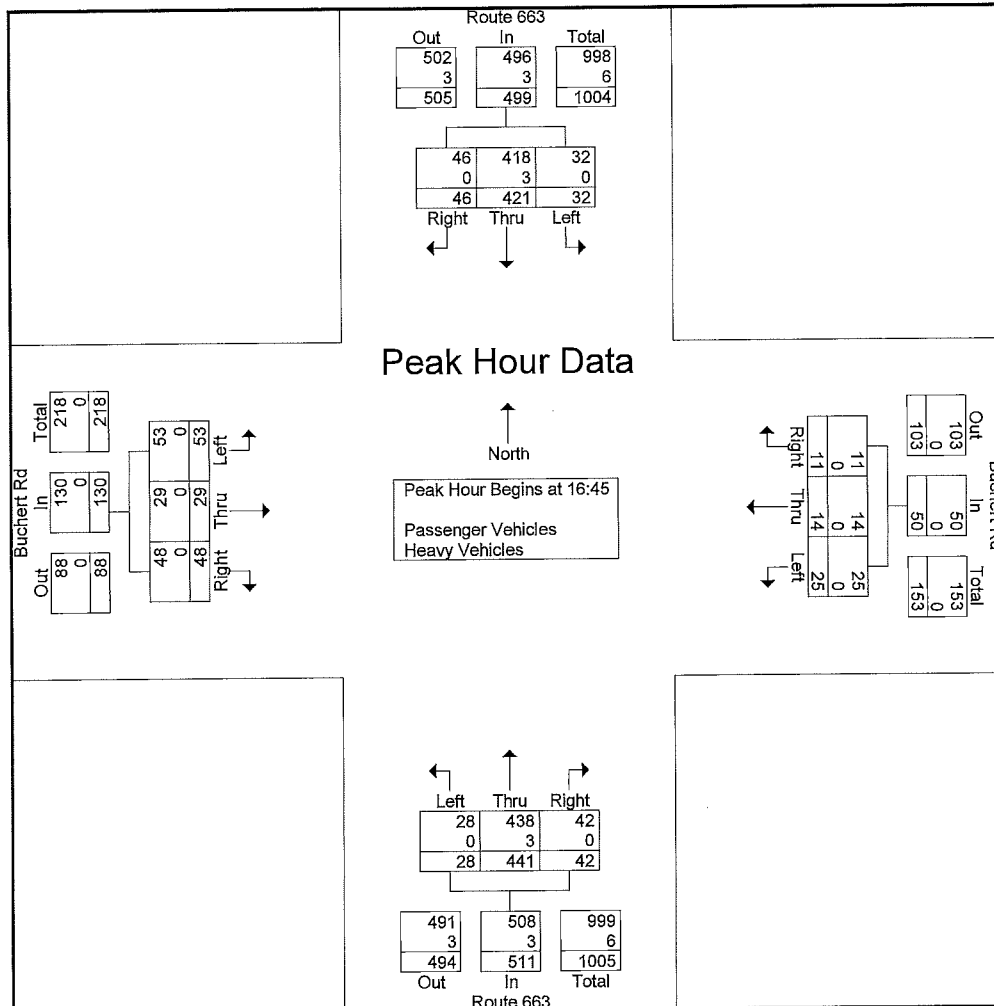 Route 663
Out In Total
502 496 998
3 3 6
505 499 1004
46 418 32
0 3 0
46 421 32
Right Thru Left
Peak Hour Data
North
Peak Hour Begins at 16:45
Passenger Vehicles
Heavy Vehicles
Buchert Rd
Total In Out
218 130 88
0 0 0
218 130 88
53 29 48
0 0 0
53 29 48
Left Thru Right
Right Thru Left
11 14 25
0 0 0
11 14 25
103 50 153
0 0 0
103 50 153
Out In Total
Buchert Rd
Left Thru Right
28 438 42
0 3 0
28 441 42
491 508 999
3 3 6
494 511 1005
Out In Total
Route 663